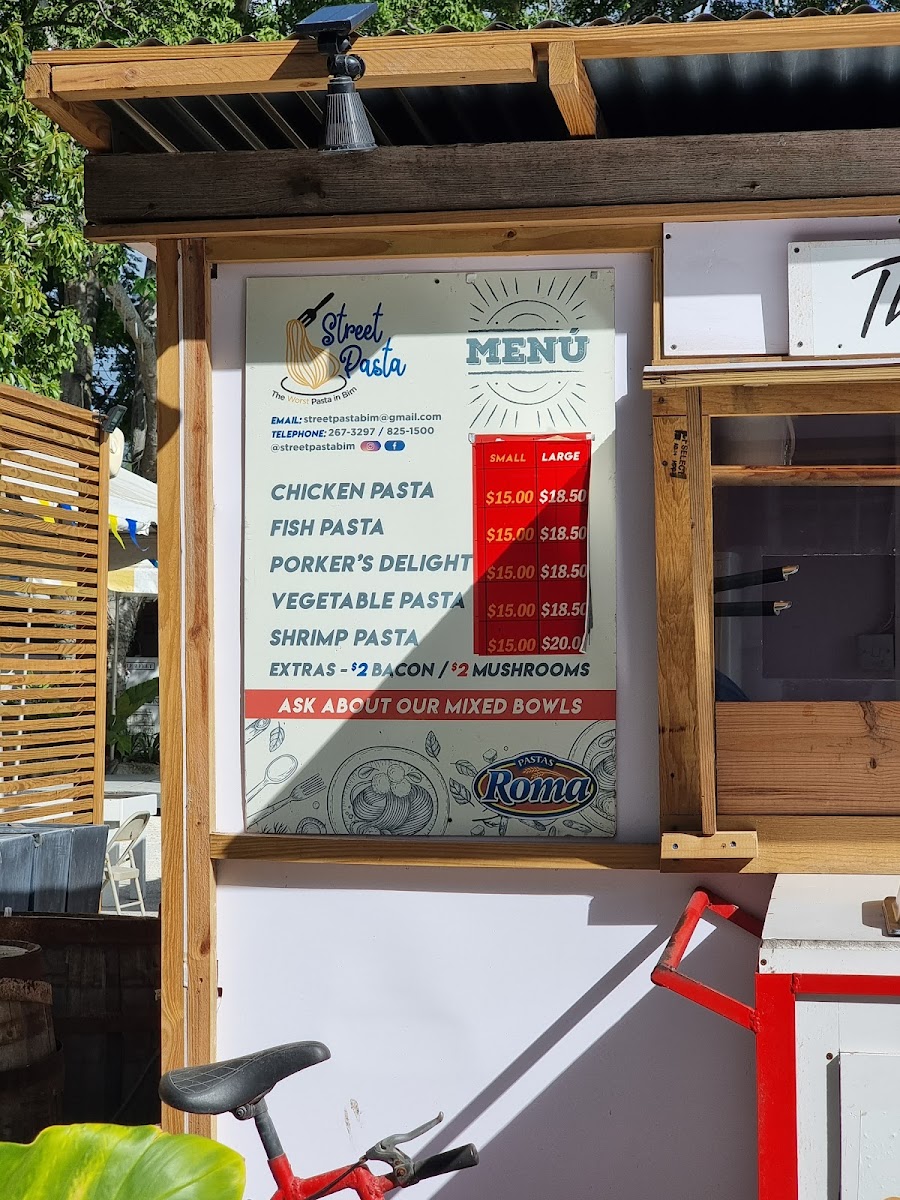 Street
Pasta
The Worst Pasta in Bim
MENÚ
EMAIL: streetpastabim@gmail.com
TELEPHONE: 267-3297 / 825-1500
@streetpastabim
SMALL LARGE
CHICKEN PASTA $15.00 $18.50
FISH PASTA $15.00 $18.50
PORKER'S DELIGHT $15.00 $18.50
VEGETABLE PASTA $15.00 $18.50
SHRIMP PASTA $15.00 $20.0
EXTRAS - $2 BACON / $2 MUSHROOMS
ASK ABOUT OUR MIXED BOWLS
PASTAS
Roma
SELECT